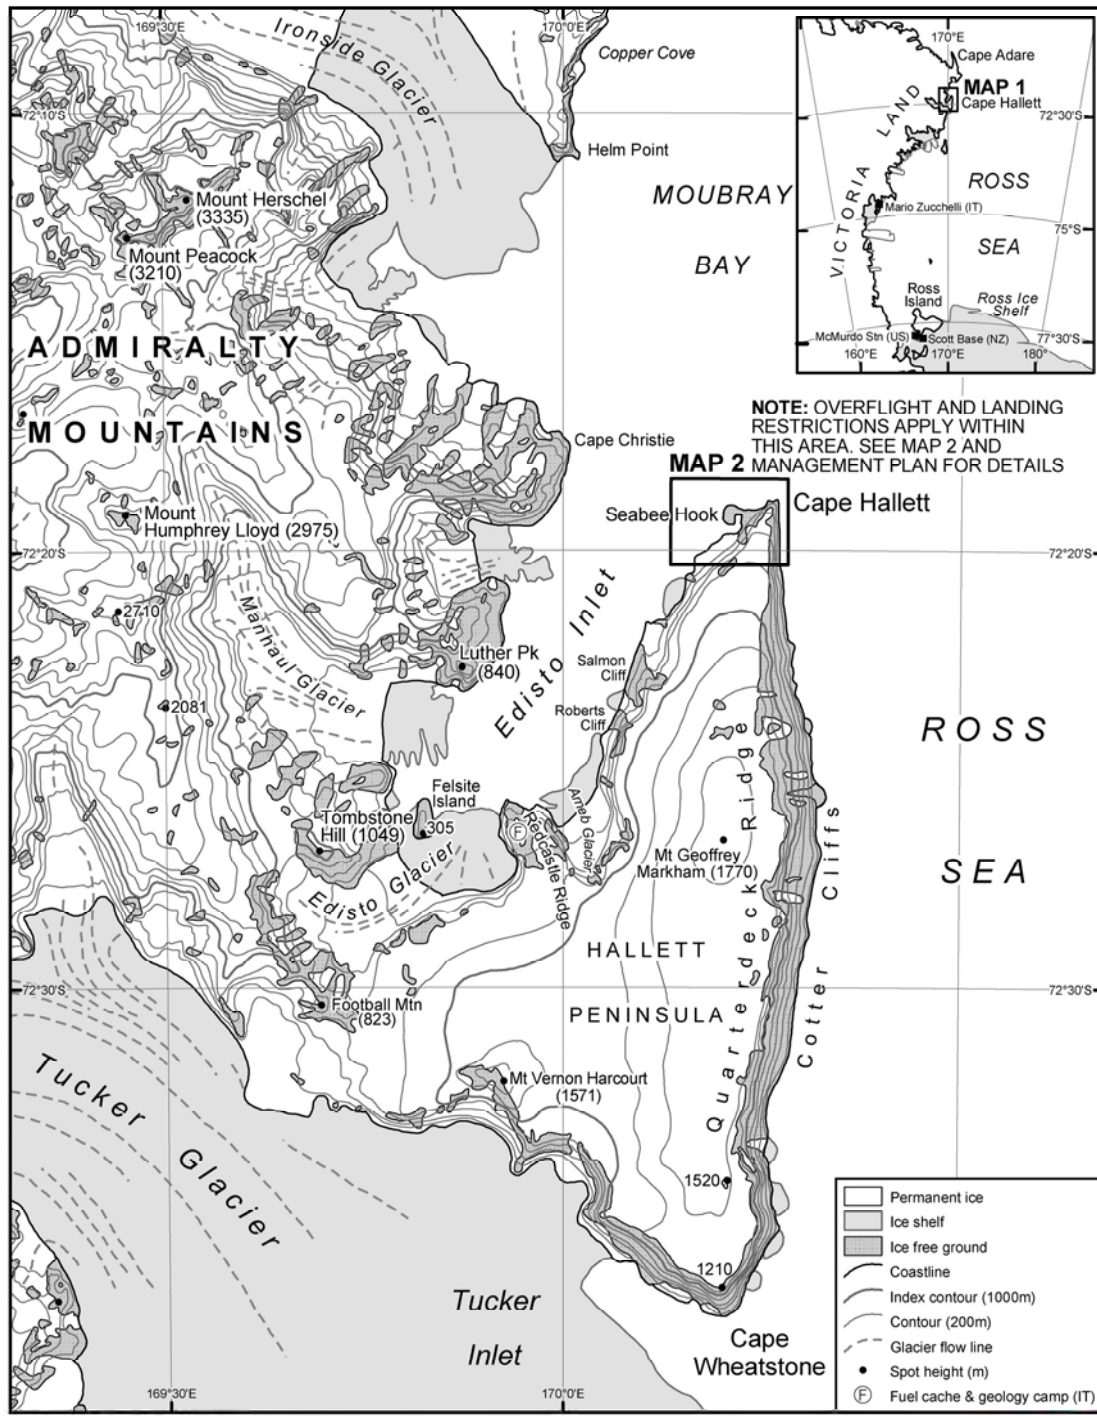 169°30'E
170°0'E
Ironside Glacier
Copper Cove
72°10'S
Helm Point
Mount Herschel
(3335)
Mount Peacock
(3210)
MOUBRAY
BAY
ADMIRALTY
MOUNTAINS
Cape Christie
170°E
Cape Adare
MAP 1
Cape Hallett
72°30'S
VICTORIA LAND
ROSS
SEA
Mario Zucchelli (IT)
75°S
Ross
Island
Ross Ice
Shelf
McMurdo Stn (US)
Scott Base (NZ)
77°30'S
160°E
170°E
180°
NOTE: OVERFLIGHT AND LANDING
RESTRICTIONS APPLY WITHIN
THIS AREA. SEE MAP 2 AND
MANAGEMENT PLAN FOR DETAILS
MAP 2
Cape Hallett
Seabee Hook
Mount
Humphrey Lloyd (2975)
72°20'S
72°20'S
2710
Manhaul Glacier
Luther Pk
(840)
Edisto Inlet
Salmon
Cliff
Roberts
Cliff
2081
ROSS
SEA
Felsite
Island
305
Tombstone
Hill (1049)
F
Redcastle Ridge
Arneb Glacier
Edisto Glacier
Mt Geoffrey
Markham (1770)
Quarterdeck Ridge
Cotter Cliffs
HALLETT
PENINSULA
72°30'S
72°30'S
Football Mtn
(823)
Mt Vernon Harcourt
(1571)
Tucker Glacier
1520
1210
Tucker
Inlet
Cape
Wheatstone
169°30'E
170°0'E
Permanent ice
Ice shelf
Ice free ground
Coastline
Index contour (1000m)
Contour (200m)
Glacier flow line
Spot height (m)
F Fuel cache & geology camp (IT)